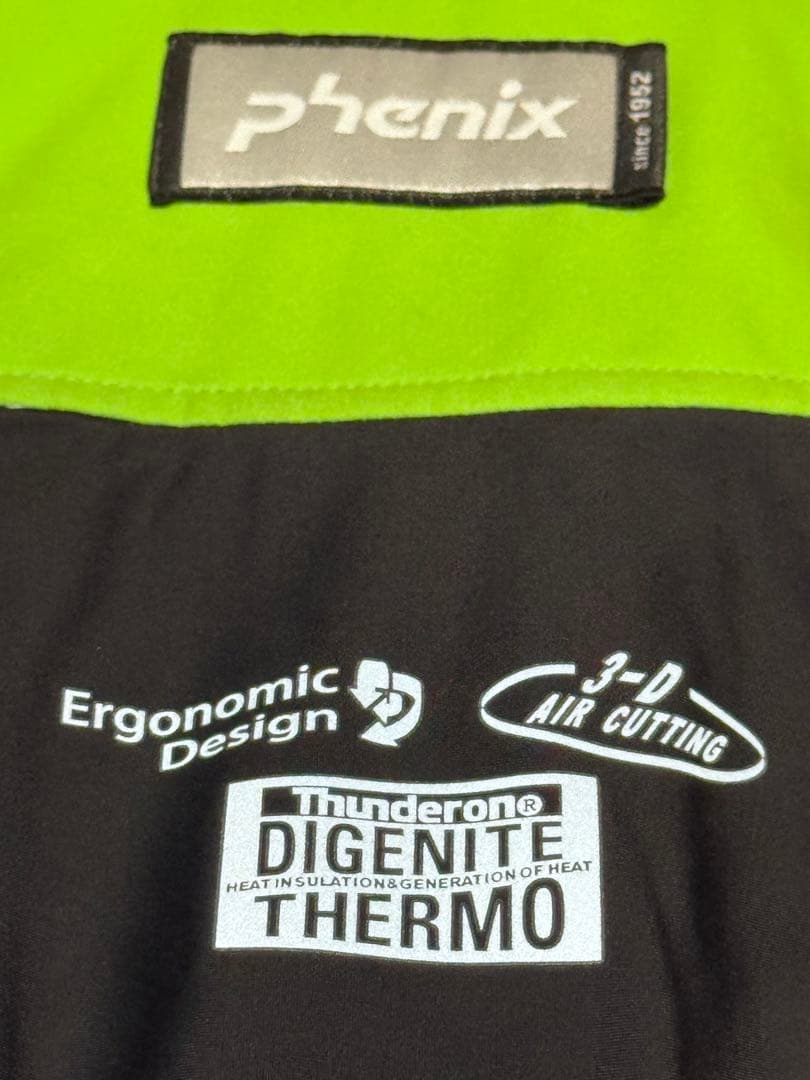 phenix
since 1952
Ergonomic
Design
3-D
AIR CUTTING
Thunderon®
DIGENITE
HEAT INSULATION&GENERATION OF HEAT
THERMO